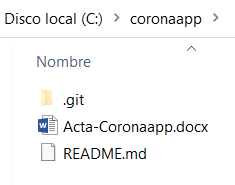 Disco local (C:) > coronaapp >
Nombre
.git
Acta-Coronaapp.docx
README.md